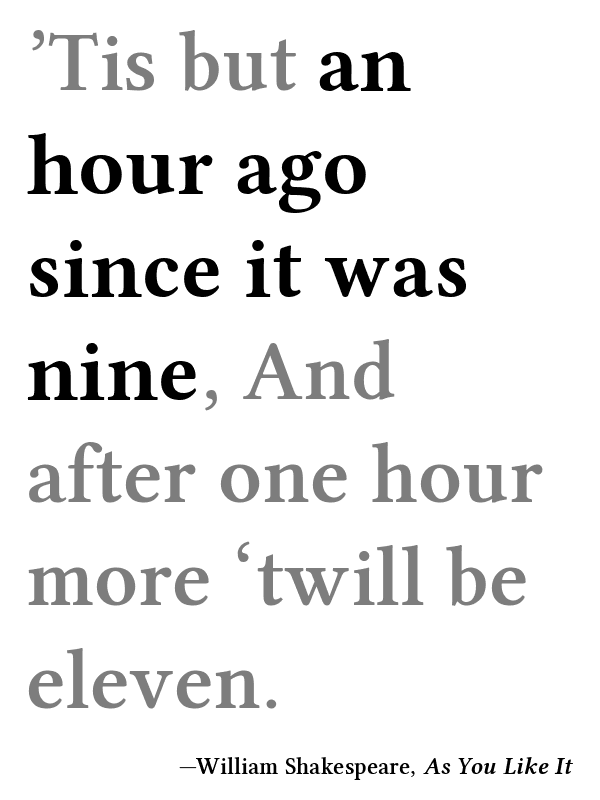 ’Tis but an
hour ago
since it was
nine, And
after one hour
more ‘twill be
eleven.
—William Shakespeare, As You Like It